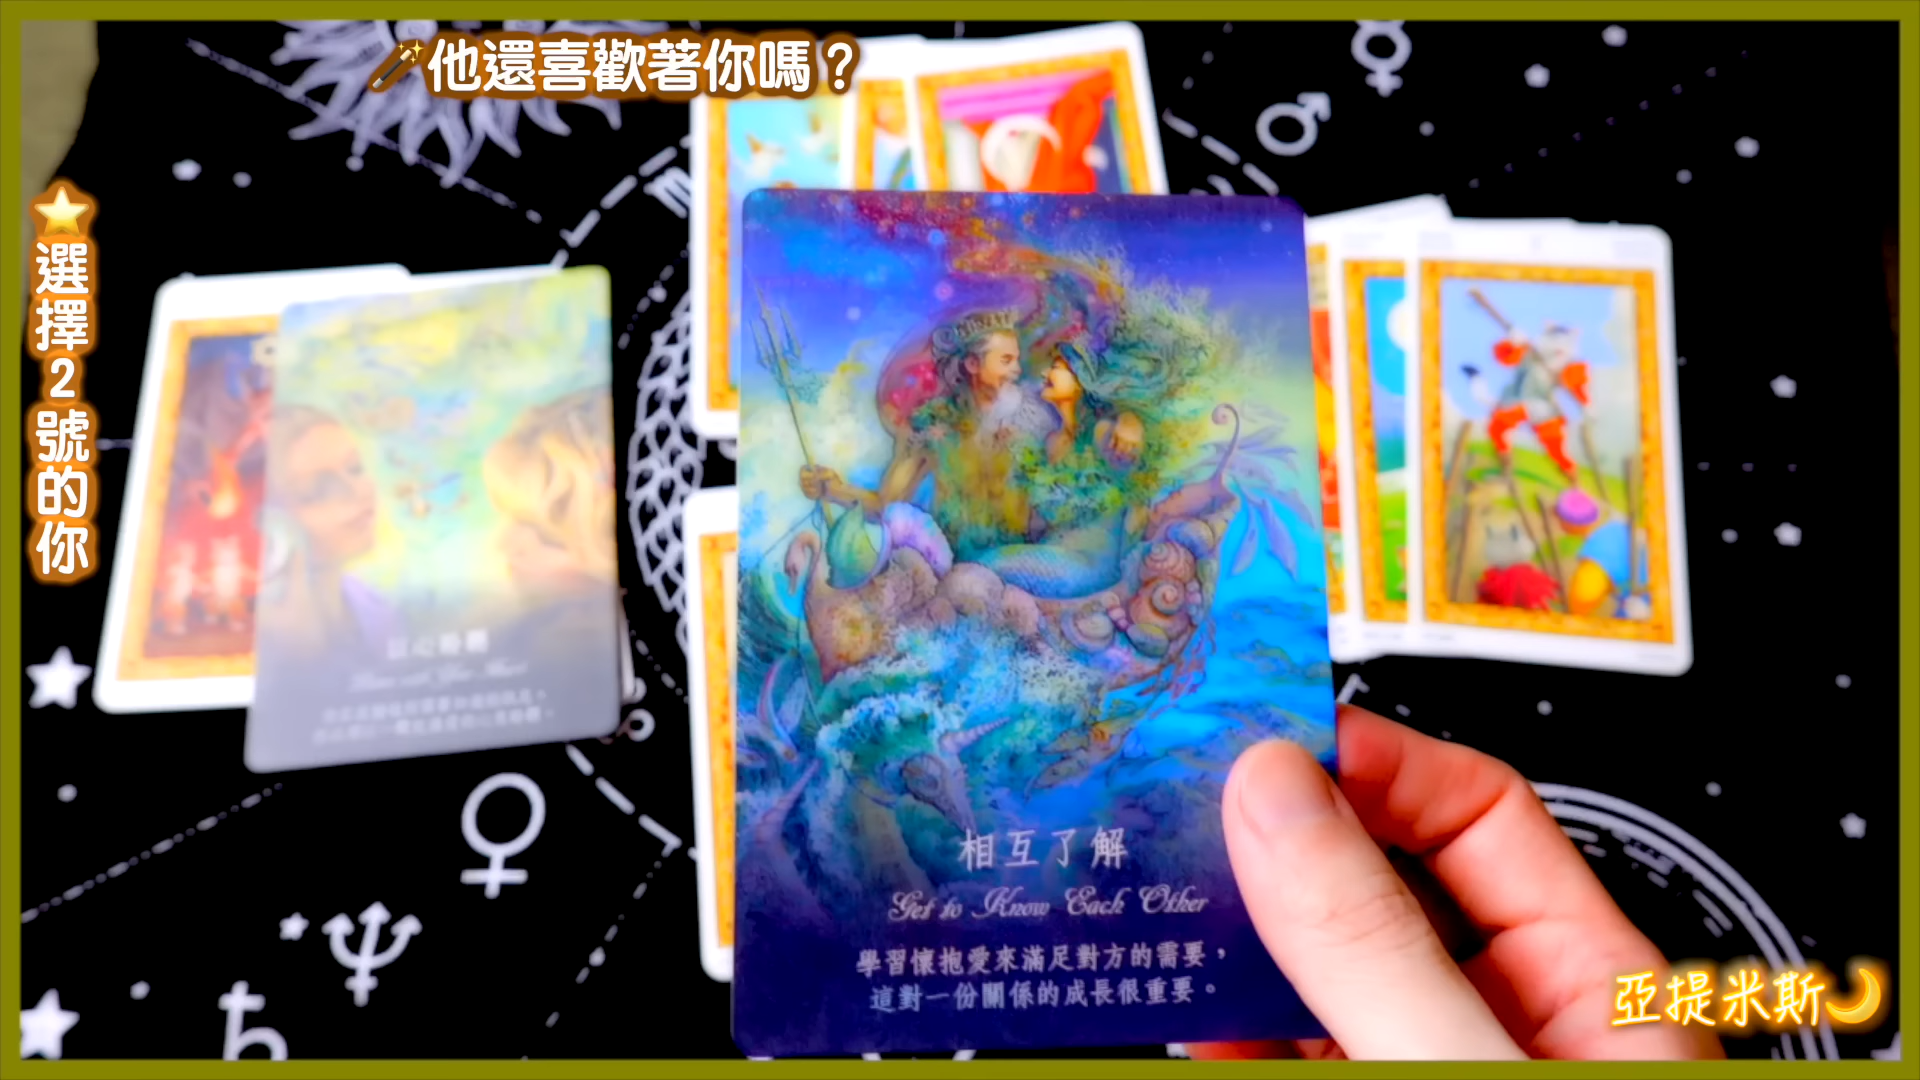 他還喜歡著你嗎？
選擇2號的你
相互了解
Get to Know Each Other
學習懷抱愛來滿足對方的需要，
這對一份關係的成長很重要。
亞提米斯